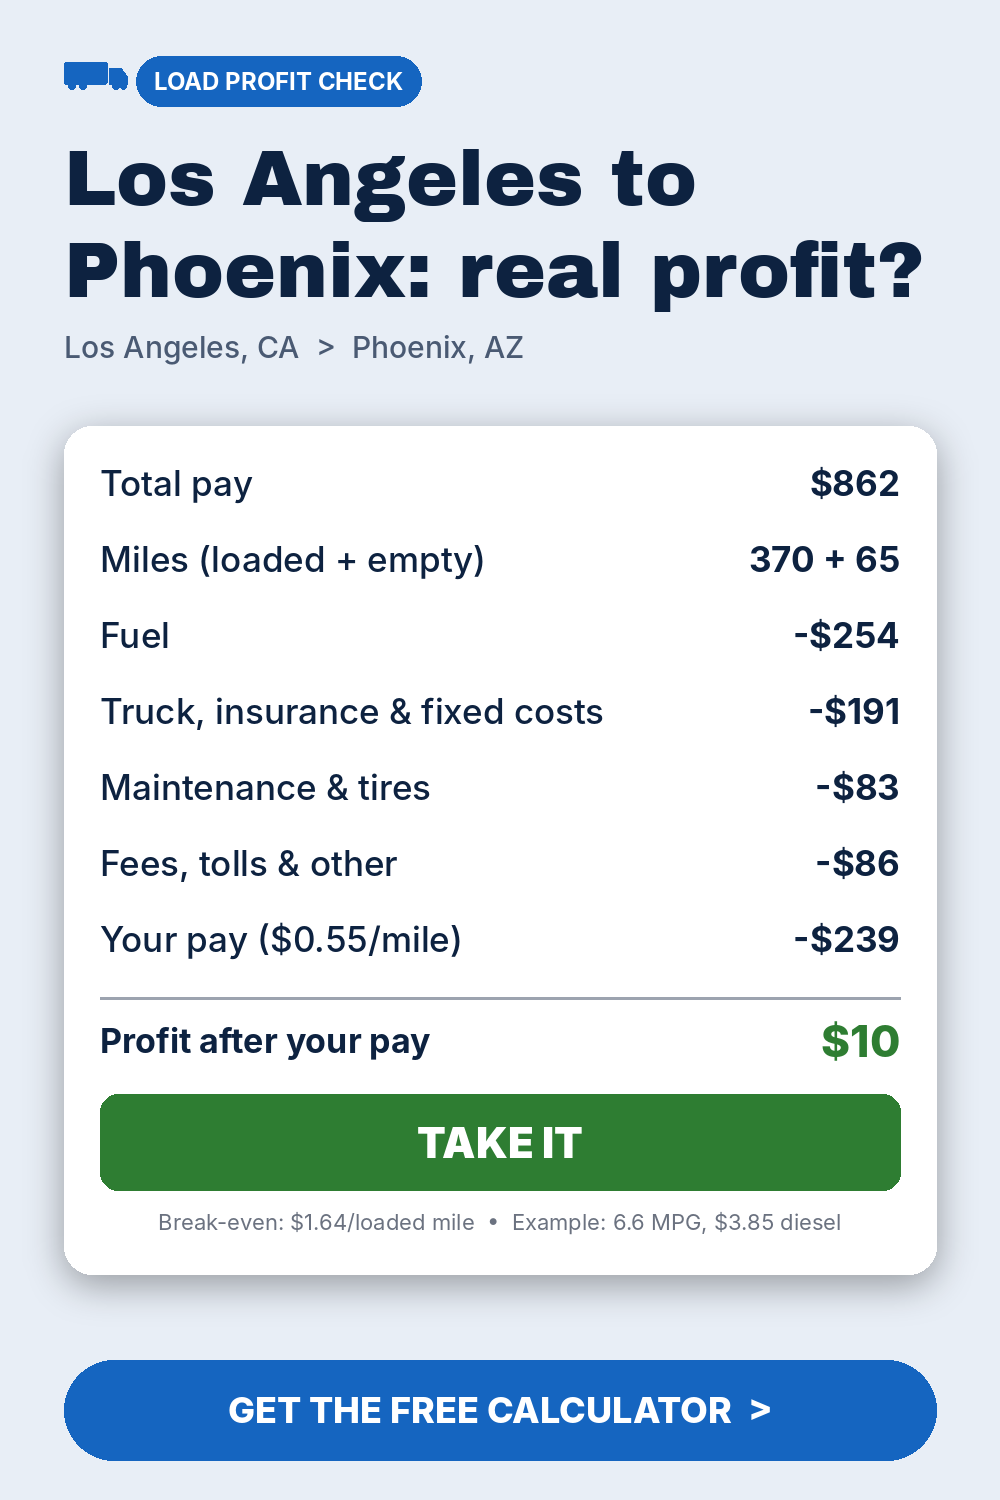 LOAD PROFIT CHECK
Los Angeles to
Phoenix: real profit?
Los Angeles, CA > Phoenix, AZ
Total pay $862
Miles (loaded + empty) 370 + 65
Fuel -$254
Truck, insurance & fixed costs -$191
Maintenance & tires -$83
Fees, tolls & other -$86
Your pay ($0.55/mile) -$239
Profit after your pay $10
TAKE IT
Break-even: $1.64/loaded mile • Example: 6.6 MPG, $3.85 diesel
GET THE FREE CALCULATOR >